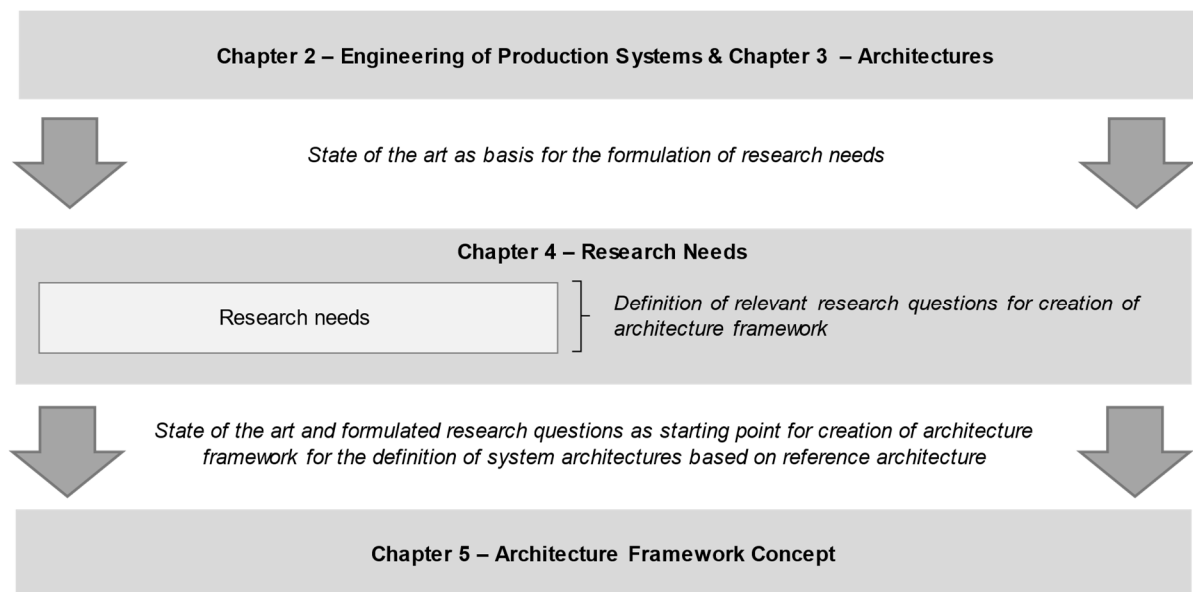 Chapter 2 – Engineering of Production Systems & Chapter 3 – Architectures
State of the art as basis for the formulation of research needs
Chapter 4 – Research Needs
Research needs
Definition of relevant research questions for creation of
architecture framework
State of the art and formulated research questions as starting point for creation of architecture
framework for the definition of system architectures based on reference architecture
Chapter 5 – Architecture Framework Concept